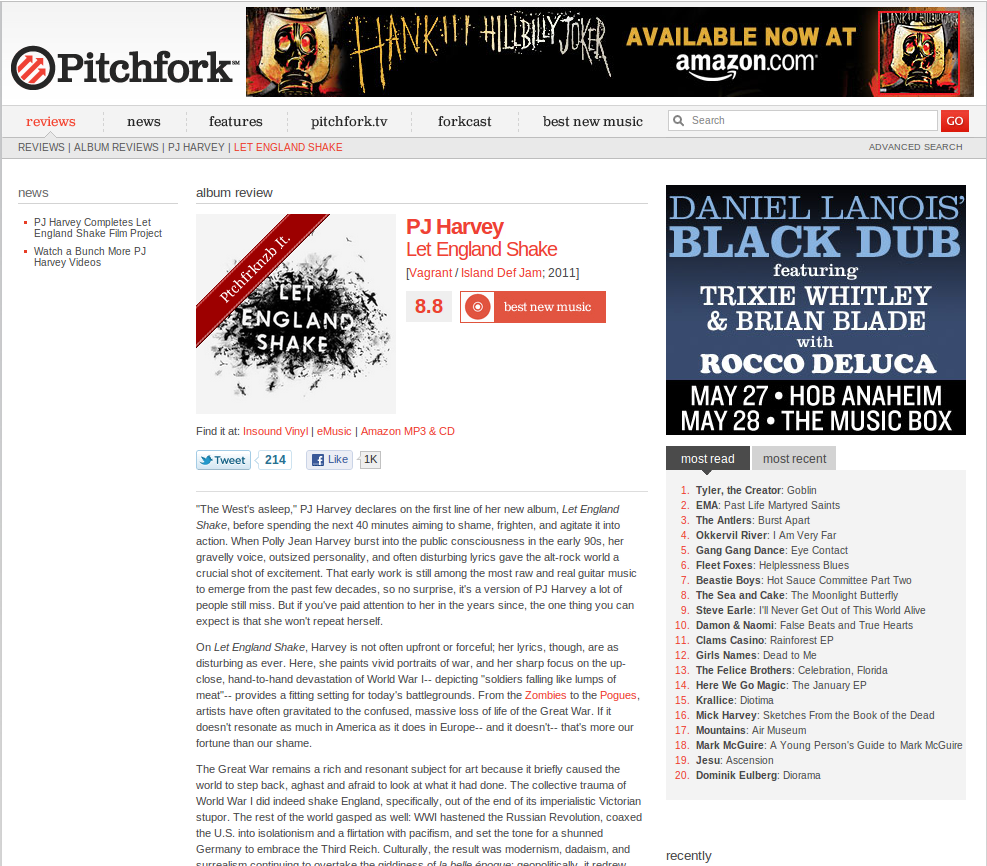 Pitchfork SM
HANK III HILLBILLY JOKER
AVAILABLE NOW AT
amazon.com
reviews news features pitchfork.tv forkcast best new music Search GO
REVIEWS | ALBUM REVIEWS | PJ HARVEY | LET ENGLAND SHAKE
ADVANCED SEARCH
news
PJ Harvey Completes Let
England Shake Film Project
Watch a Bunch More PJ
Harvey Videos
album review
Ptchfrknzb It.
LET
ENGLAND
SHAKE
PJ Harvey
Let England Shake
[Vagrant / Island Def Jam; 2011]
8.8 best new music
Find it at: Insound Vinyl | eMusic | Amazon MP3 & CD
Tweet 214 Like 1K
"The West's asleep," PJ Harvey declares on the first line of her new album, Let England
Shake, before spending the next 40 minutes aiming to shame, frighten, and agitate it into
action. When Polly Jean Harvey burst into the public consciousness in the early 90s, her
gravelly voice, outsized personality, and often disturbing lyrics gave the alt-rock world a
crucial shot of excitement. That early work is still among the most raw and real guitar music
to emerge from the past few decades, so no surprise, it's a version of PJ Harvey a lot of
people still miss. But if you've paid attention to her in the years since, the one thing you can
expect is that she won't repeat herself.
On Let England Shake, Harvey is not often upfront or forceful; her lyrics, though, are as
disturbing as ever. Here, she paints vivid portraits of war, and her sharp focus on the up-
close, hand-to-hand devastation of World War I-- depicting "soldiers falling like lumps of
meat"-- provides a fitting setting for today's battlegrounds. From the Zombies to the Pogues,
artists have often gravitated to the confused, massive loss of life of the Great War. If it
doesn't resonate as much in America as it does in Europe-- and it doesn't-- that's more our
fortune than our shame.
The Great War remains a rich and resonant subject for art because it briefly caused the
world to step back, aghast and afraid to look at what it had done. The collective trauma of
World War I did indeed shake England, specifically, out of the end of its imperialistic Victorian
stupor. The rest of the world gasped as well: WWI hastened the Russian Revolution, coaxed
the U.S. into isolationism and a flirtation with pacifism, and set the tone for a shunned
Germany to embrace the Third Reich. Culturally, the result was modernism, dadaism, and
surrealism continuing to overtake the giddiness of la belle époque; geopolitically, it redrew
DANIEL LANOIS'
BLACK DUB
featuring
TRIXIE WHITLEY
& BRIAN BLADE
with
ROCCO DELUCA
MAY 27 • HOB ANAHEIM
MAY 28 • THE MUSIC BOX
most read most recent
1. Tyler, the Creator: Goblin
2. EMA: Past Life Martyred Saints
3. The Antlers: Burst Apart
4. Okkervil River: I Am Very Far
5. Gang Gang Dance: Eye Contact
6. Fleet Foxes: Helplessness Blues
7. Beastie Boys: Hot Sauce Committee Part Two
8. The Sea and Cake: The Moonlight Butterfly
9. Steve Earle: I'll Never Get Out of This World Alive
10. Damon & Naomi: False Beats and True Hearts
11. Clams Casino: Rainforest EP
12. Girls Names: Dead to Me
13. The Felice Brothers: Celebration, Florida
14. Here We Go Magic: The January EP
15. Krallice: Diotima
16. Mick Harvey: Sketches From the Book of the Dead
17. Mountains: Air Museum
18. Mark McGuire: A Young Person's Guide to Mark McGuire
19. Jesu: Ascension
20. Dominik Eulberg: Diorama
recently